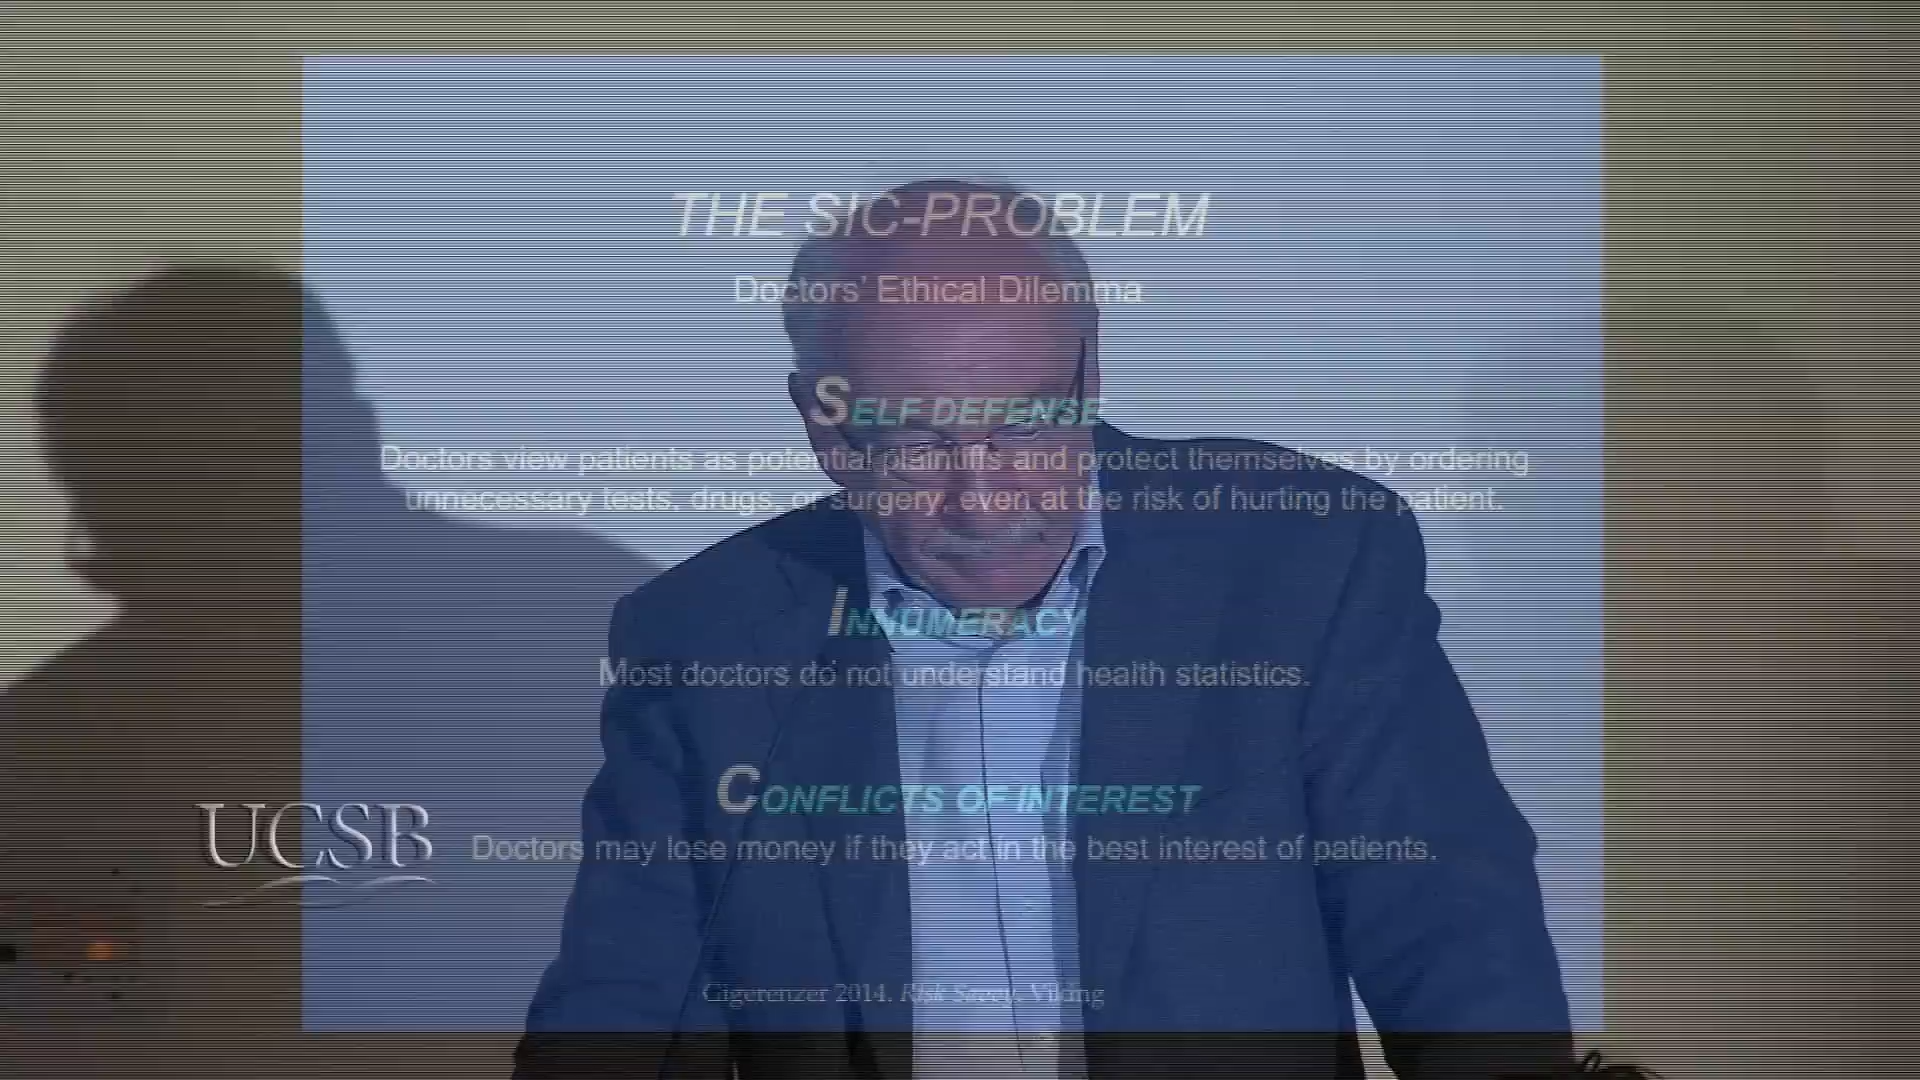 THE SIC-PROBLEM
Doctors' Ethical Dilemma
SELF DEFENSE
Doctors view patients as potential plaintiffs and protect themselves by ordering
unnecessary tests, drugs, or surgery, even at the risk of hurting the patient.
INNUMERACY
Most doctors do not understand health statistics.
CONFLICTS OF INTEREST
UCSB
Doctors may lose money if they act in the best interest of patients.
Gigerenzer 2014. Risk Savvy. Viking